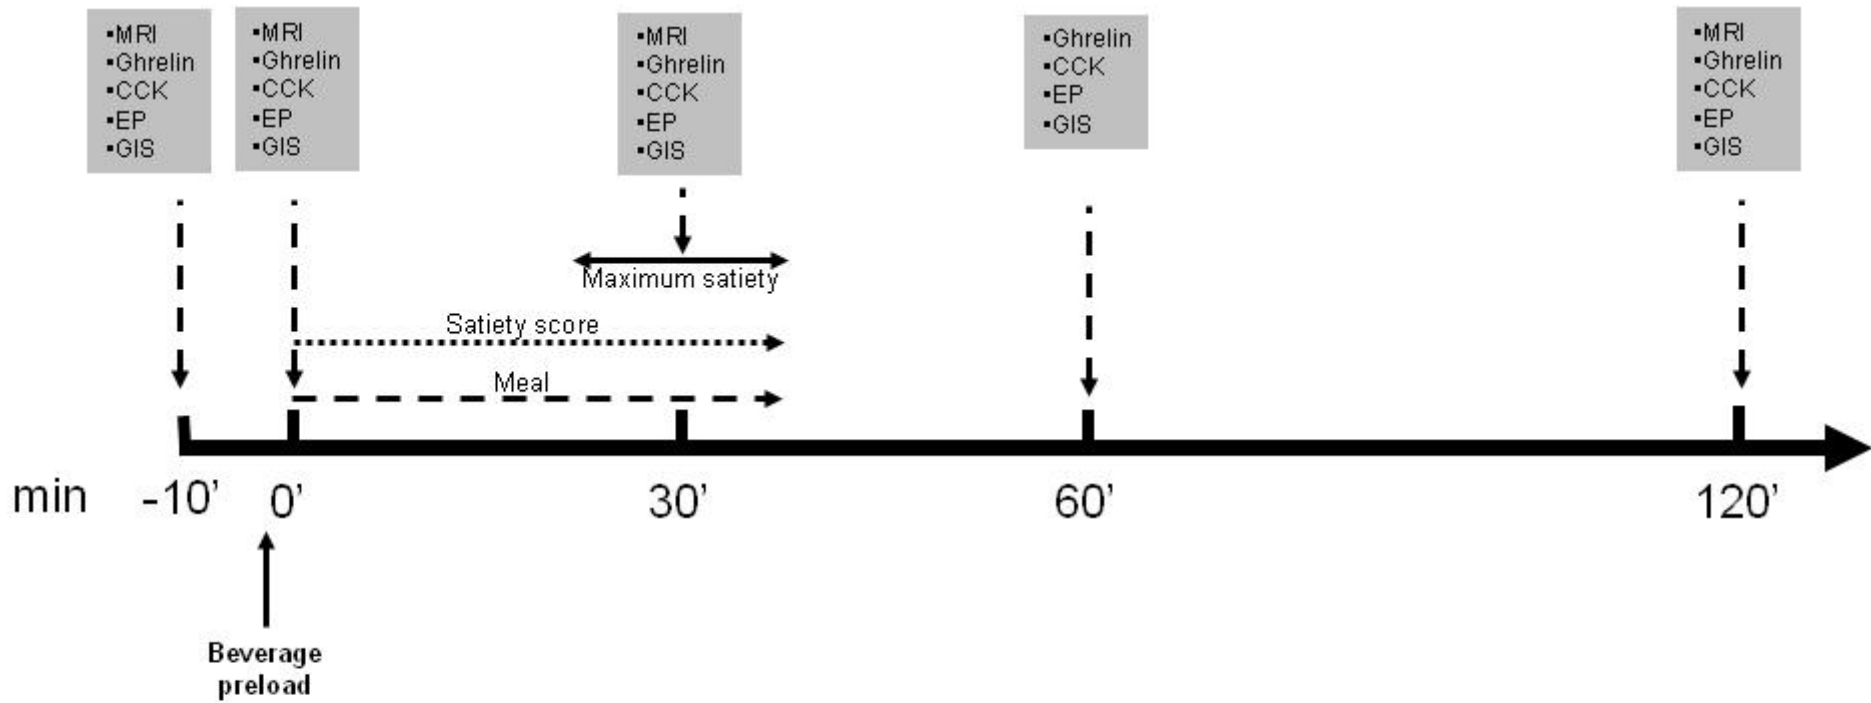 ▪MRI
▪Ghrelin
▪CCK
▪EP
▪GIS
▪MRI
▪Ghrelin
▪CCK
▪EP
▪GIS
▪MRI
▪Ghrelin
▪CCK
▪EP
▪GIS
▪Ghrelin
▪CCK
▪EP
▪GIS
▪MRI
▪Ghrelin
▪CCK
▪EP
▪GIS
Maximum satiety
Satiety score
Meal
min -10’ 0’ 30’ 60’ 120’
Beverage
preload